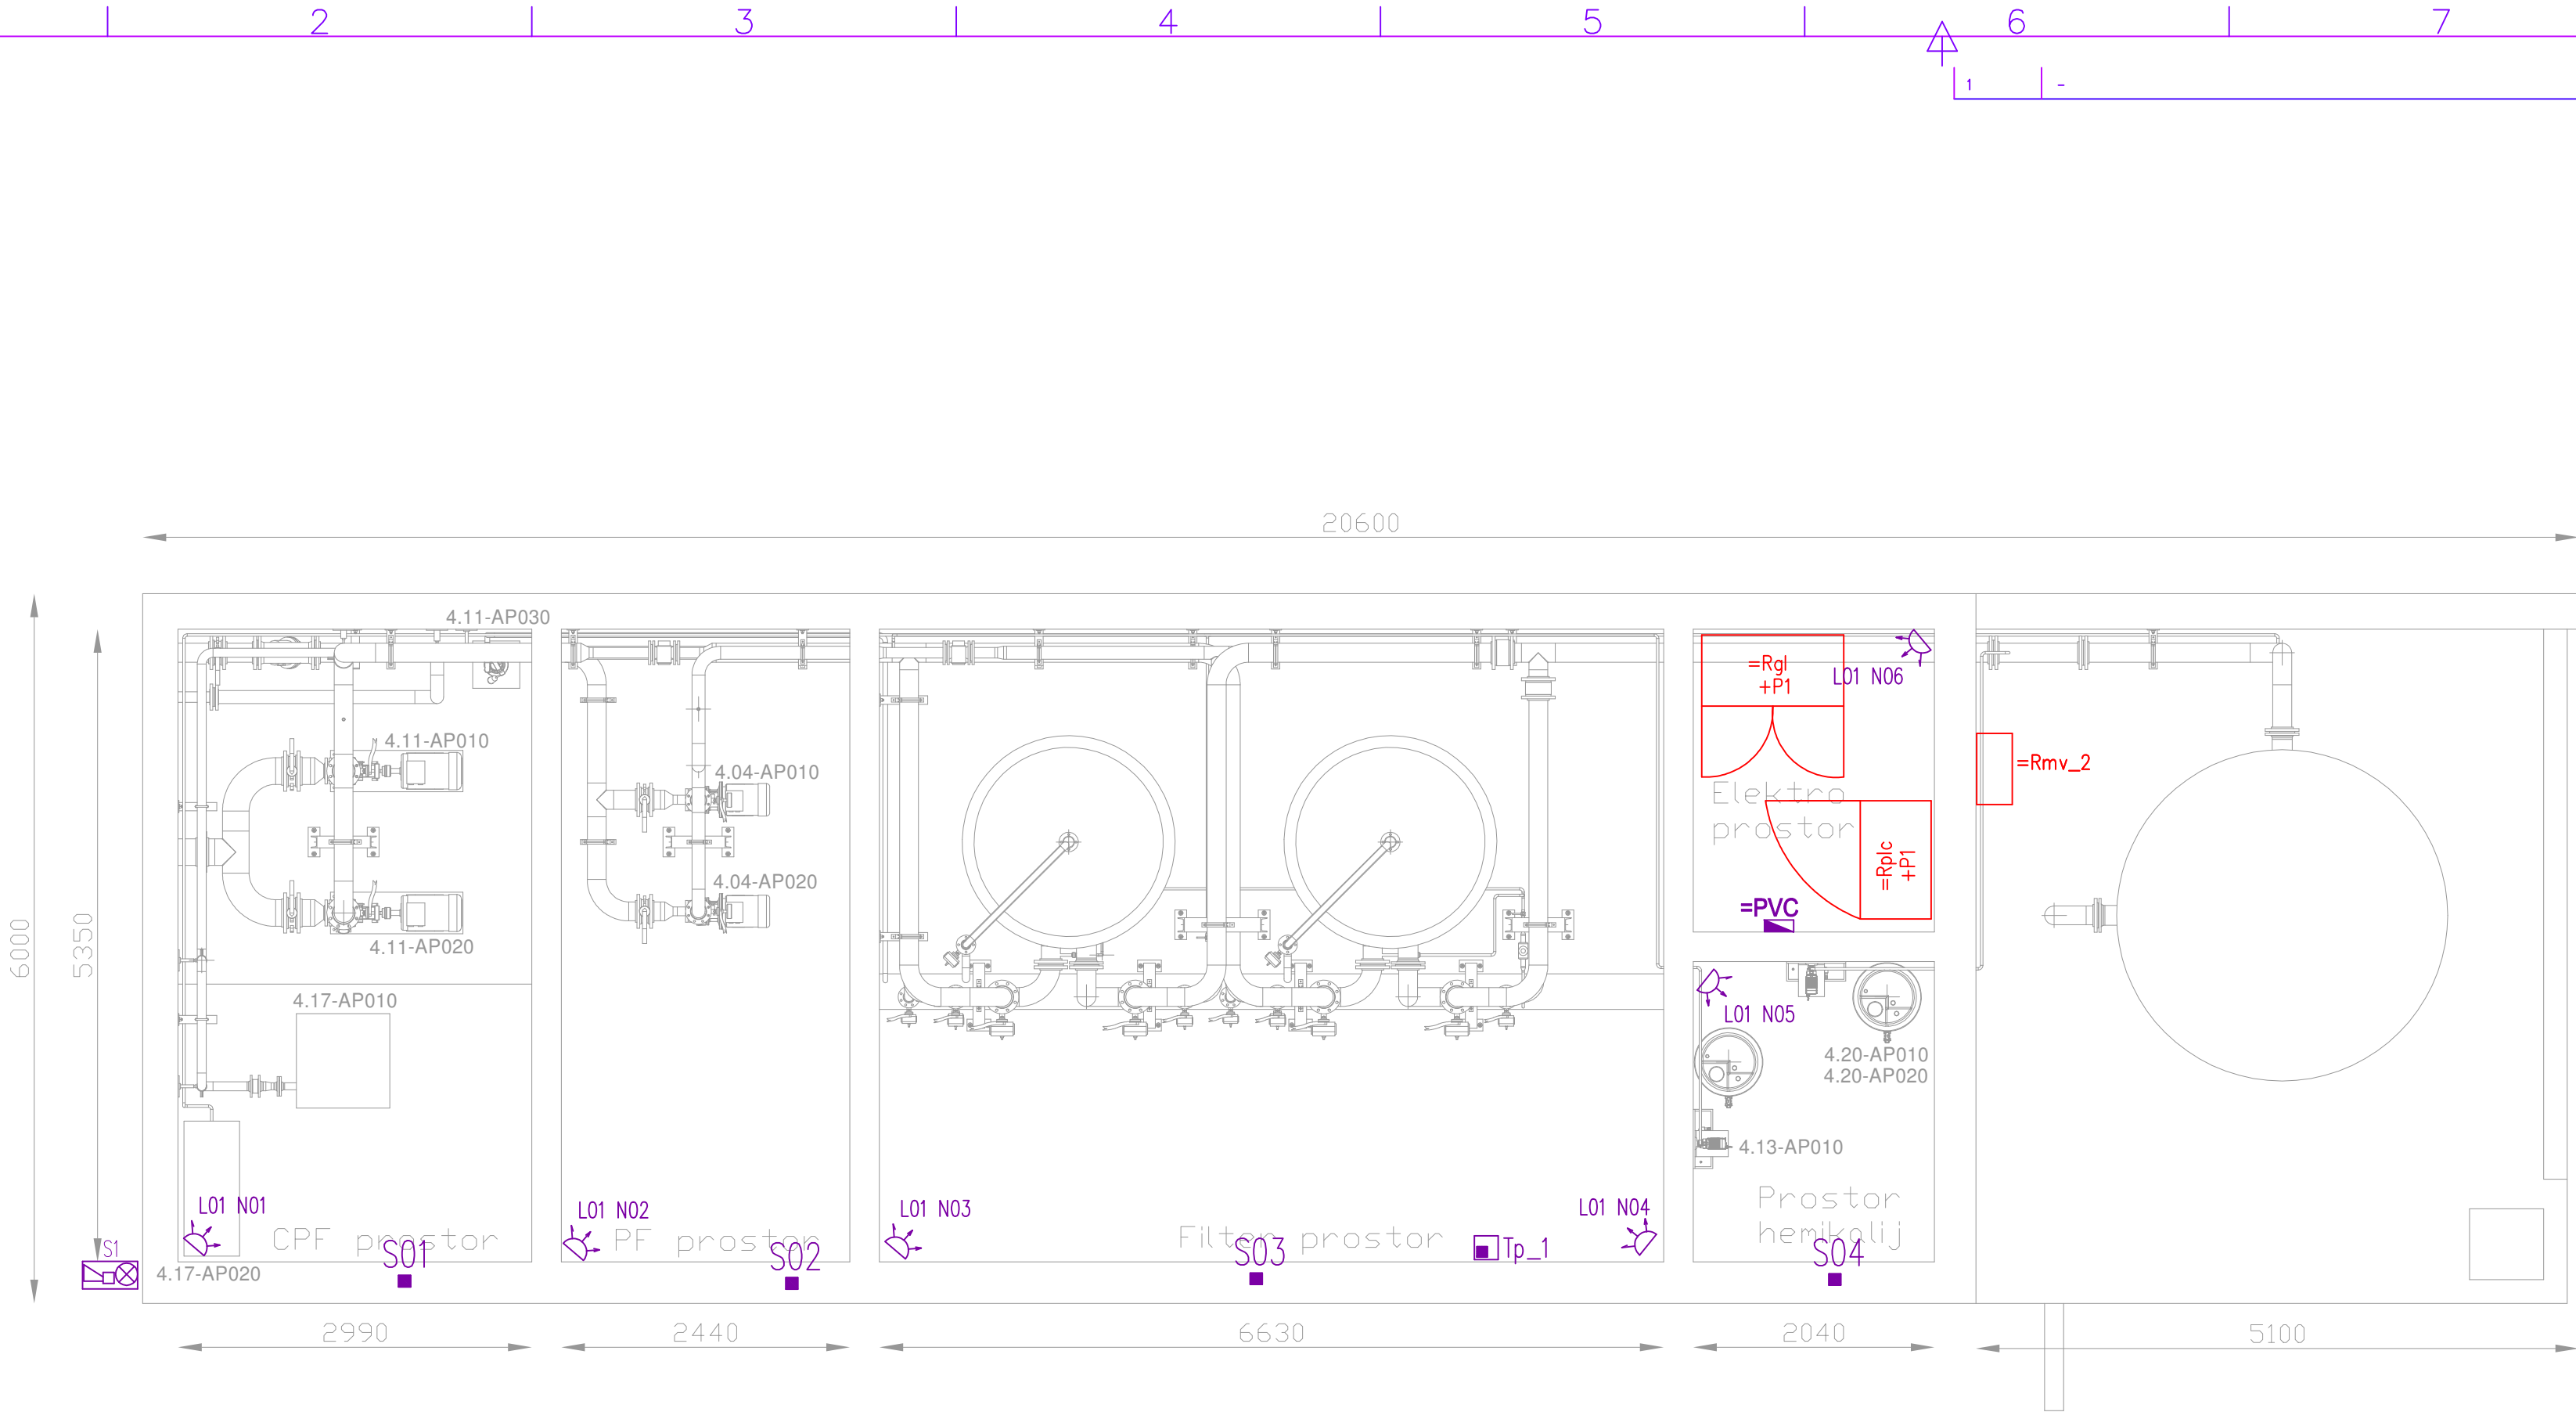 2 3 4 5 6 7
1 -
20600
6000
5350
4.11-AP030
4.11-AP010
4.11-AP020
4.17-AP010
L01 N01
CPF prostor
S01
S1
4.17-AP020
4.04-AP010
4.04-AP020
L01 N02
PF prostor
S02
L01 N03
Filter prostor
S03
Tp_1
L01 N04
=Rgl
+P1
L01 N06
Elektro
prostor
=Rplc
+P1
=PVC
L01 N05
4.20-AP010
4.20-AP020
4.13-AP010
Prostor
hemikalij
S04
=Rmv_2
2990
2440
6630
2040
5100